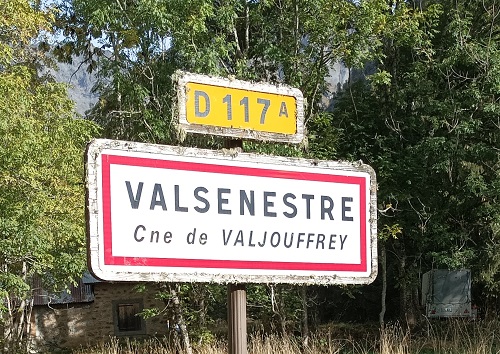 D 117 A
VALSENESTRE
Cne de VALJOUFFREY